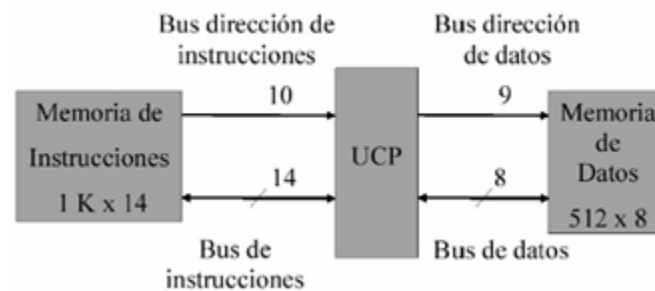 Bus dirección de
instrucciones
10
Bus dirección
de datos
9
Memoria de
Instrucciones
1 K x 14
UCP
Memoria
de
Datos
512 x 8
14
8
Bus de
instrucciones
Bus de datos